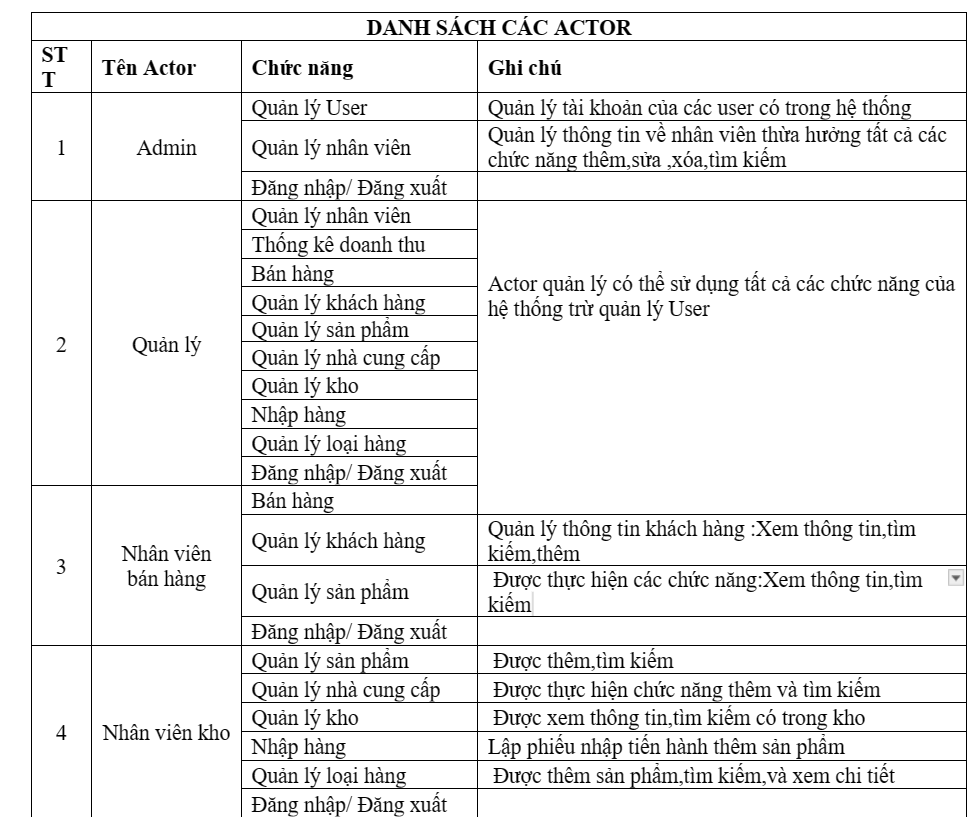 DANH SÁCH CÁC ACTOR
ST
T
Tên Actor
Chức năng
Ghi chú
1
Admin
Quản lý User
Quản lý tài khoản của các user có trong hệ thống
Quản lý nhân viên
Quản lý thông tin về nhân viên thừa hưởng tất cả các
chức năng thêm,sửa ,xóa,tìm kiếm
Đăng nhập/ Đăng xuất
2
Quản lý
Quản lý nhân viên
Thống kê doanh thu
Bán hàng
Quản lý khách hàng
Quản lý sản phẩm
Quản lý nhà cung cấp
Quản lý kho
Nhập hàng
Quản lý loại hàng
Đăng nhập/ Đăng xuất
Actor quản lý có thể sử dụng tất cả các chức năng của
hệ thống trừ quản lý User
3
Nhân viên
bán hàng
Bán hàng
Quản lý khách hàng
Quản lý thông tin khách hàng :Xem thông tin,tìm
kiếm,thêm
Quản lý sản phẩm
Được thực hiện các chức năng:Xem thông tin,tìm
kiếm
Đăng nhập/ Đăng xuất
4
Nhân viên kho
Quản lý sản phẩm
Được thêm,tìm kiếm
Quản lý nhà cung cấp
Được thực hiện chức năng thêm và tìm kiếm
Quản lý kho
Được xem thông tin,tìm kiếm có trong kho
Nhập hàng
Lập phiếu nhập tiến hành thêm sản phẩm
Quản lý loại hàng
Được thêm sản phẩm,tìm kiếm,và xem chi tiết
Đăng nhập/ Đăng xuất